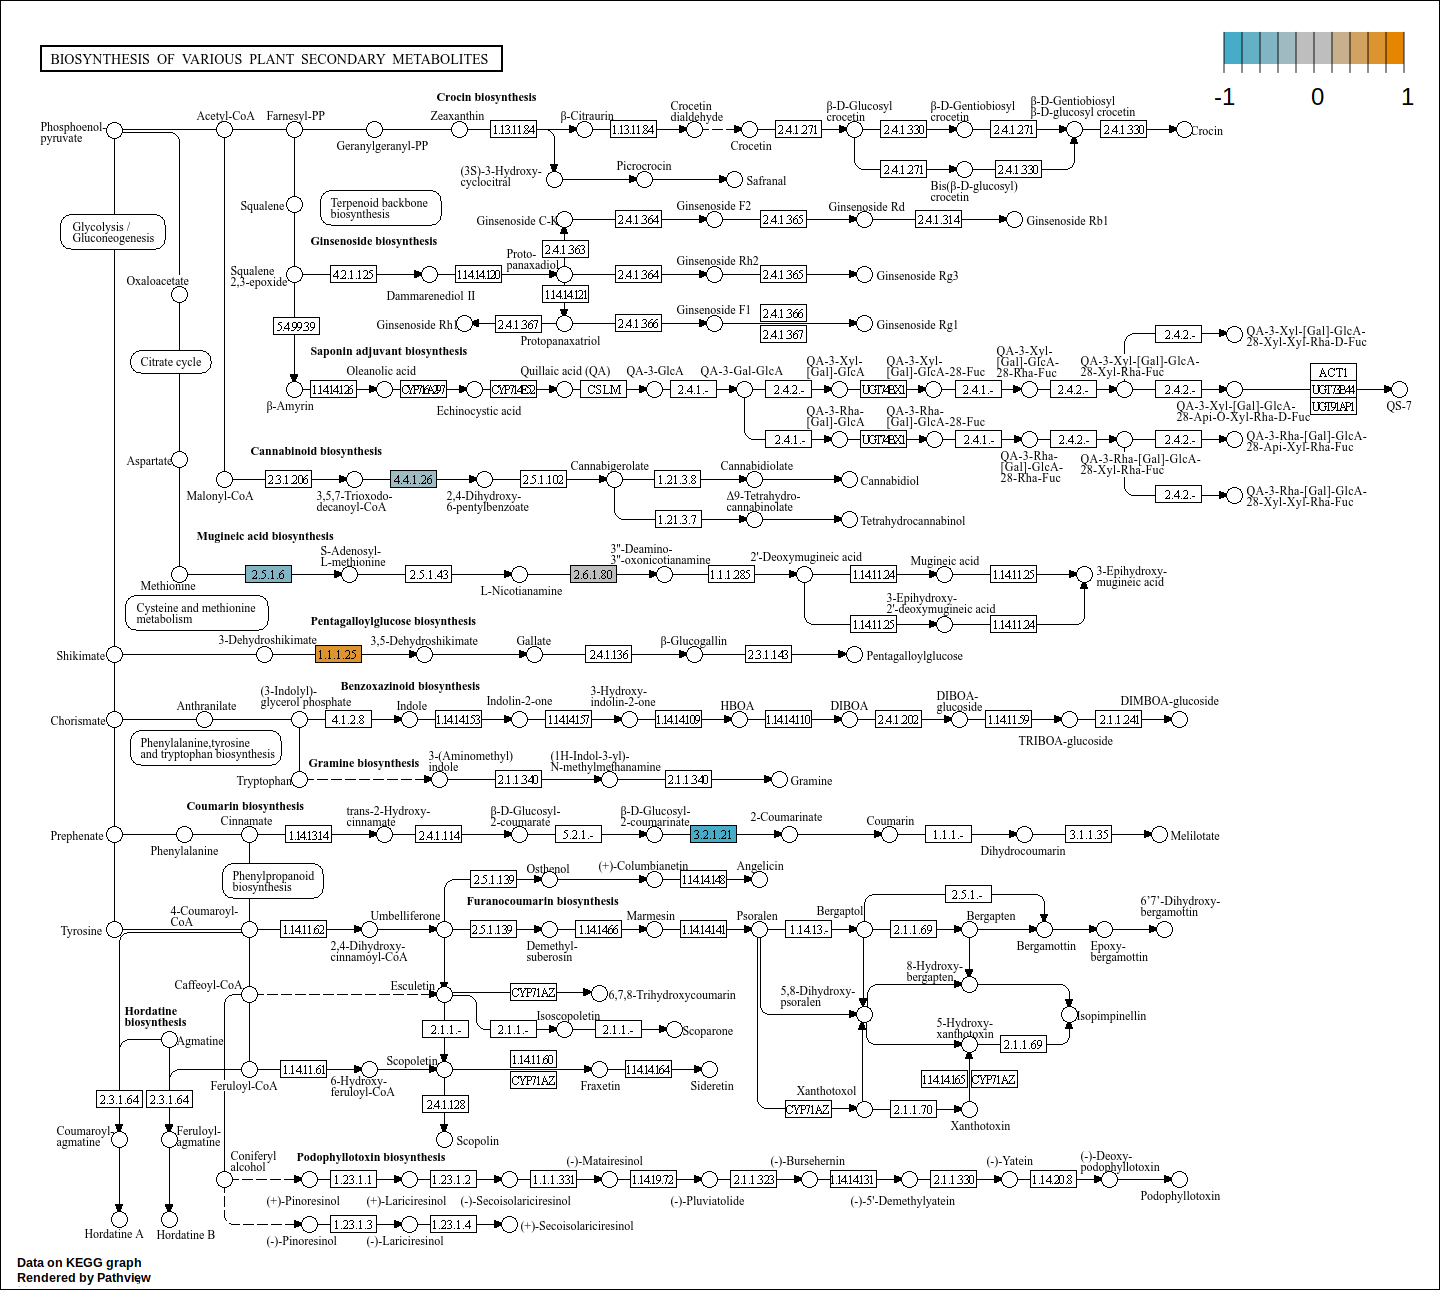 BIOSYNTHESIS OF VARIOUS PLANT SECONDARY METABOLITES
-1 0 1
Crocin biosynthesis
Phosphoenol-
pyruvate
Acetyl-CoA
Farnesyl-PP
Geranylgeranyl-PP
Zeaxanthin
1.13.11.84
β-Citraurin
1.13.11.84
Crocetin
dialdehyde
Crocetin
2.4.1.271
β-D-Glucosyl
crocetin
2.4.1.330
β-D-Gentiobiosyl
crocetin
2.4.1.271
β-D-Gentiobiosyl
β-D-glucosyl crocetin
2.4.1.330
Crocin
2.4.1.271
Bis(β-D-glucosyl)
crocetin
2.4.1.330
(3S)-3-Hydroxy-
cyclocitral
Picrocrocin
Safranal
Squalene
Terpenoid backbone
biosynthesis
Glycolysis /
Gluconeogenesis
Ginsenoside biosynthesis
Ginsenoside C-K
2.4.1.364
Ginsenoside F2
2.4.1.365
Ginsenoside Rd
2.4.1.314
Ginsenoside Rb1
2.4.1.363
Squalene
2,3-epoxide
4.2.1.125
Dammarenediol II
1.14.14.120
Proto-
panaxadiol
2.4.1.364
Ginsenoside Rh2
2.4.1.365
Ginsenoside Rg3
1.14.14.121
Oxaloacetate
5.4.99.39
Ginsenoside Rh1
2.4.1.367
Protopanaxatriol
2.4.1.366
Ginsenoside F1
2.4.1.366
2.4.1.367
Ginsenoside Rg1
Citrate cycle
Saponin adjuvant biosynthesis
β-Amyrin
1.14.14.126
Oleanolic acid
CYP716A297
Echinocystic acid
CYP714E52
Quillaic acid (QA)
CSLM
QA-3-GlcA
2.4.1.-
QA-3-Gal-GlcA
2.4.2.-
QA-3-Xyl-
[Gal]-GlcA
UGT74BX1
QA-3-Xyl-
[Gal]-GlcA-28-Fuc
2.4.1.-
QA-3-Xyl-
[Gal]-GlcA-
28-Rha-Fuc
2.4.2.-
QA-3-Xyl-[Gal]-GlcA-
28-Xyl-Rha-Fuc
2.4.2.-
QA-3-Xyl-[Gal]-GlcA-
28-Xyl-Xyl-Rha-D-Fuc
2.4.2.-
QA-3-Xyl-[Gal]-GlcA-
28-Api-O-Xyl-Rha-D-Fuc
ACT1
UGT73B44
UGT91AP1
QS-7
2.4.1.-
QA-3-Rha-
[Gal]-GlcA
UGT74BX1
QA-3-Rha-
[Gal]-GlcA-28-Fuc
2.4.1.-
QA-3-Rha-
[Gal]-GlcA-
28-Rha-Fuc
2.4.2.-
QA-3-Rha-[Gal]-GlcA-
28-Xyl-Rha-Fuc
2.4.2.-
QA-3-Rha-[Gal]-GlcA-
28-Api-Xyl-Rha-Fuc
2.4.2.-
QA-3-Rha-[Gal]-GlcA-
28-Xyl-Xyl-Rha-Fuc
Aspartate
Cannabinoid biosynthesis
Malonyl-CoA
2.3.1.206
3,5,7-Trioxodo-
decanoyl-CoA
4.4.1.26
2,4-Dihydroxy-
6-pentylbenzoate
2.5.1.102
Cannabigerolate
1.21.3.8
Cannabidiolate
Cannabidiol
1.21.3.7
Δ9-Tetrahydro-
cannabinolate
Tetrahydrocannabinol
Mugineic acid biosynthesis
Methionine
2.5.1.6
S-Adenosyl-
L-methionine
2.5.1.43
L-Nicotianamine
2.6.1.80
3"-Deamino-
3"-oxonicotianamine
1.1.1.285
2'-Deoxymugineic acid
1.14.11.24
Mugineic acid
1.14.11.25
3-Epihydroxy-
mugineic acid
1.14.11.25
3-Epihydroxy-
2'-deoxymugineic acid
1.14.11.24
Cysteine and methionine
metabolism
Pentagalloylglucose biosynthesis
Shikimate
3-Dehydroshikimate
1.1.1.25
3,5-Dehydroshikimate
Gallate
2.4.1.136
β-Glucogallin
2.3.1.143
Pentagalloylglucose
Benzoxazinoid biosynthesis
Chorismate
Anthranilate
(3-Indolyl)-
glycerol phosphate
4.1.2.8
Indole
1.14.14.153
Indolin-2-one
1.14.14.157
3-Hydroxy-
indolin-2-one
1.14.14.109
HBOA
1.14.14.110
DIBOA
2.4.1.202
DIBOA-
glucoside
1.14.11.59
TRIBOA-glucoside
2.1.1.241
DIMBOA-glucoside
Phenylalanine,tyrosine
and tryptophan biosynthesis
Gramine biosynthesis
Tryptophan
3-(Aminomethyl)
indole
2.1.1.340
(1H-Indol-3-yl)-
N-methylmethanamine
2.1.1.340
Gramine
Coumarin biosynthesis
Prephenate
Phenylalanine
Cinnamate
1.14.13.14
trans-2-Hydroxy-
cinnamate
2.4.1.114
β-D-Glucosyl-
2-coumarate
5.2.1.-
β-D-Glucosyl-
2-coumarinate
3.2.1.21
2-Coumarinate
Coumarin
1.1.1.-
Dihydrocoumarin
3.1.1.35
Melilotate
Phenylpropanoid
biosynthesis
2.5.1.139
Osthenol
(+)-Columbianetin
1.14.14.148
Angelicin
Furanocoumarin biosynthesis
Tyrosine
4-Coumaroyl-
CoA
1.14.11.62
2,4-Dihydroxy-
cinnamoyl-CoA
Umbelliferone
2.5.1.139
Demethyl-
suberosin
1.14.14.66
Marmesin
1.14.14.141
Psoralen
1.14.13.-
Bergaptol
2.1.1.69
2.5.1.-
Bergapten
Bergamottin
Epoxy-
bergamottin
6'7'-Dihydroxy-
bergamottin
Caffeoyl-CoA
Esculetin
CYP71AZ
6,7,8-Trihydroxycoumarin
2.1.1.-
2.1.1.-
Isoscopoletin
2.1.1.-
Scoparone
5,8-Dihydroxy-
psoralen
8-Hydroxy-
bergapten
Isopimpinellin
5-Hydroxy-
xanthotoxin
2.1.1.69
Hordatine
biosynthesis
Agmatine
Feruloyl-CoA
1.14.11.61
6-Hydroxy-
feruloyl-CoA
Scopoletin
1.14.11.60
CYP71AZ
Fraxetin
1.14.14.164
Sideretin
1.14.14.165
CYP71AZ
2.3.1.64
2.3.1.64
2.4.1.128
Xanthotoxol
CYP71AZ
2.1.1.70
Xanthotoxin
Coumaroyl-
agmatine
Feruloyl-
agmatine
Scopolin
Podophyllotoxin biosynthesis
Coniferyl
alcohol
(+)-Pinoresinol
1.23.1.1
(+)-Lariciresinol
1.23.1.2
(-)-Secoisolariciresinol
1.1.1.331
(-)-Matairesinol
1.14.19.72
(-)-Pluviatolide
2.1.1.323
(-)-Bursehernin
1.14.14.131
(-)-5'-Demethylyatein
2.1.1.330
(-)-Yatein
1.14.20.8
(-)-Deoxy-
podophyllotoxin
Podophyllotoxin
(-)-Pinoresinol
1.23.1.3
(-)-Lariciresinol
1.23.1.4
(+)-Secoisolariciresinol
Hordatine A
Hordatine B
Data on KEGG graph
Rendered by Pathview